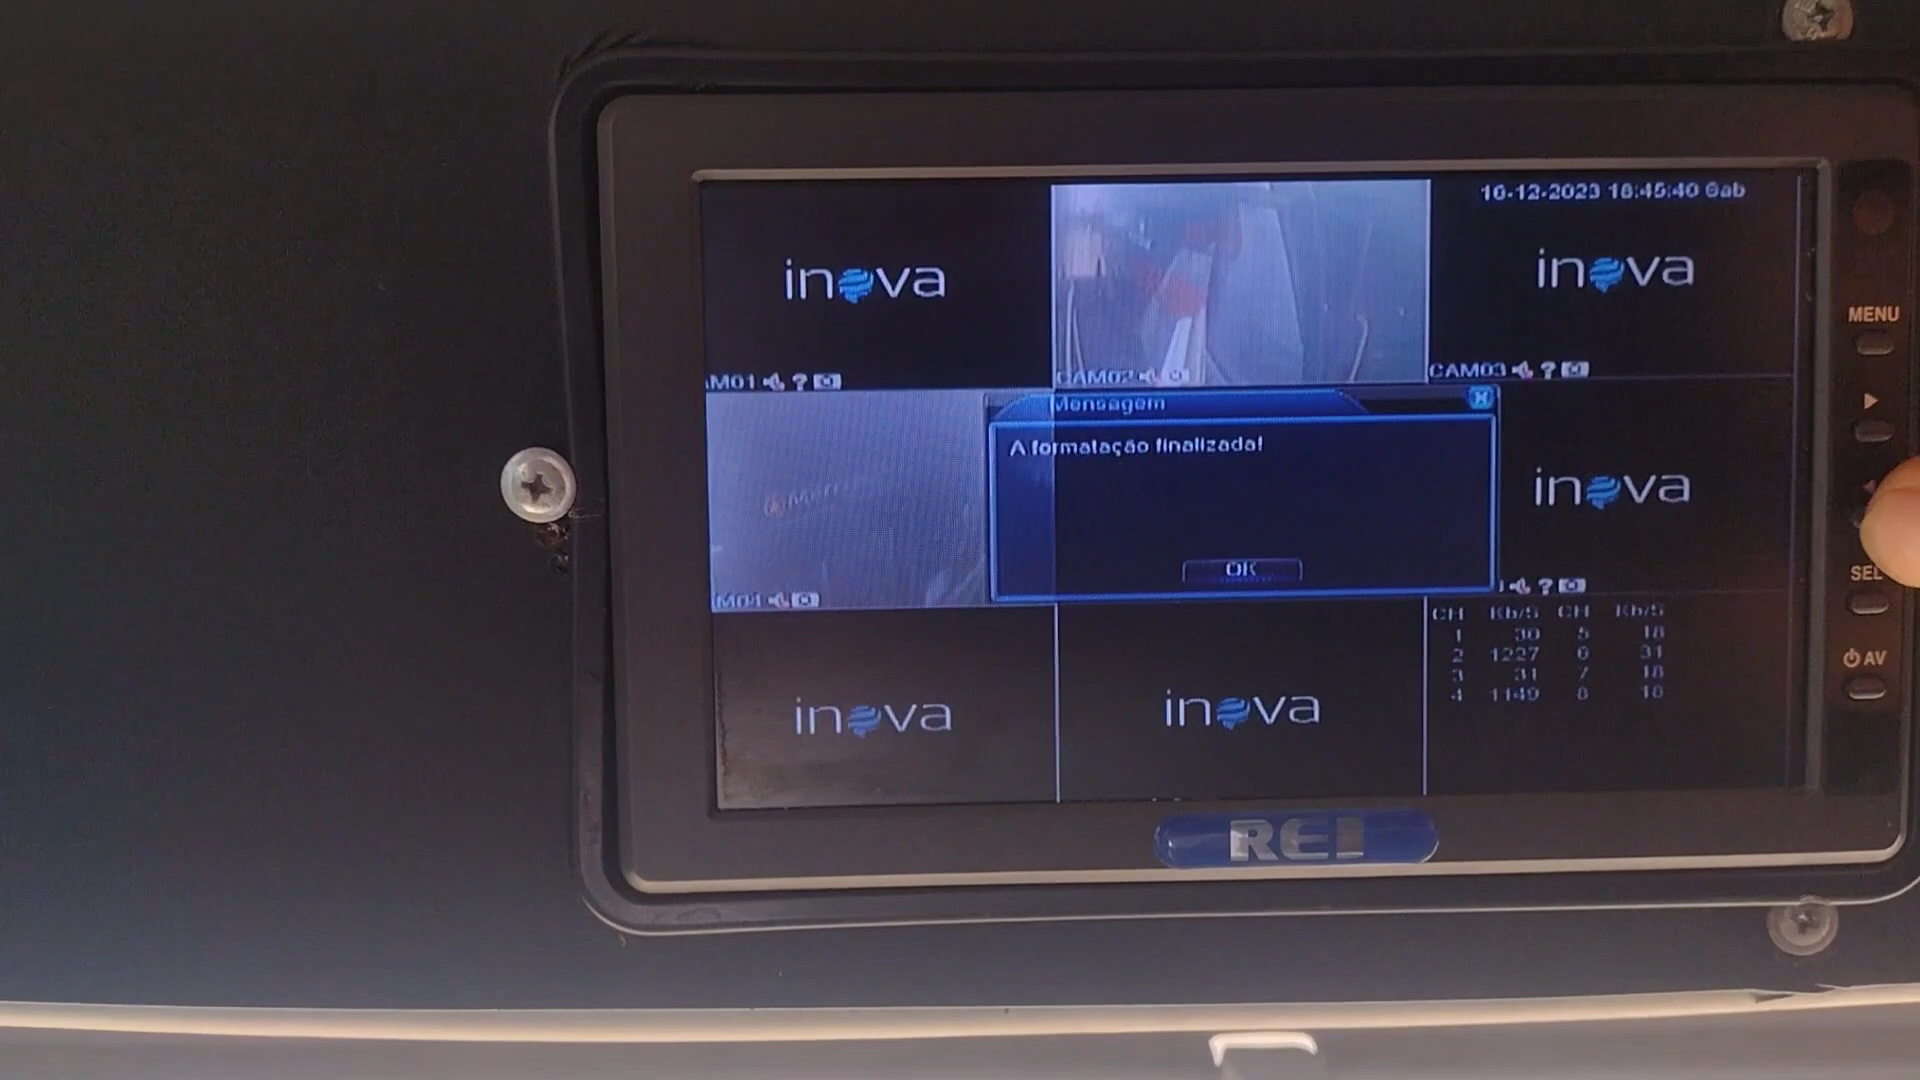 inova
16-12-2023 16:45:40 Sab
inova
MENU
AM01 ?
CAM02
CAM03 ?
Mensagem
A formatação finalizada!
inova
OK
SEL
?
CH Kb/S CH Kb/S
1 30 5 18
2 1227 6 31
3 31 7 18
4 1149 8 18
AV
inova
inova
REI